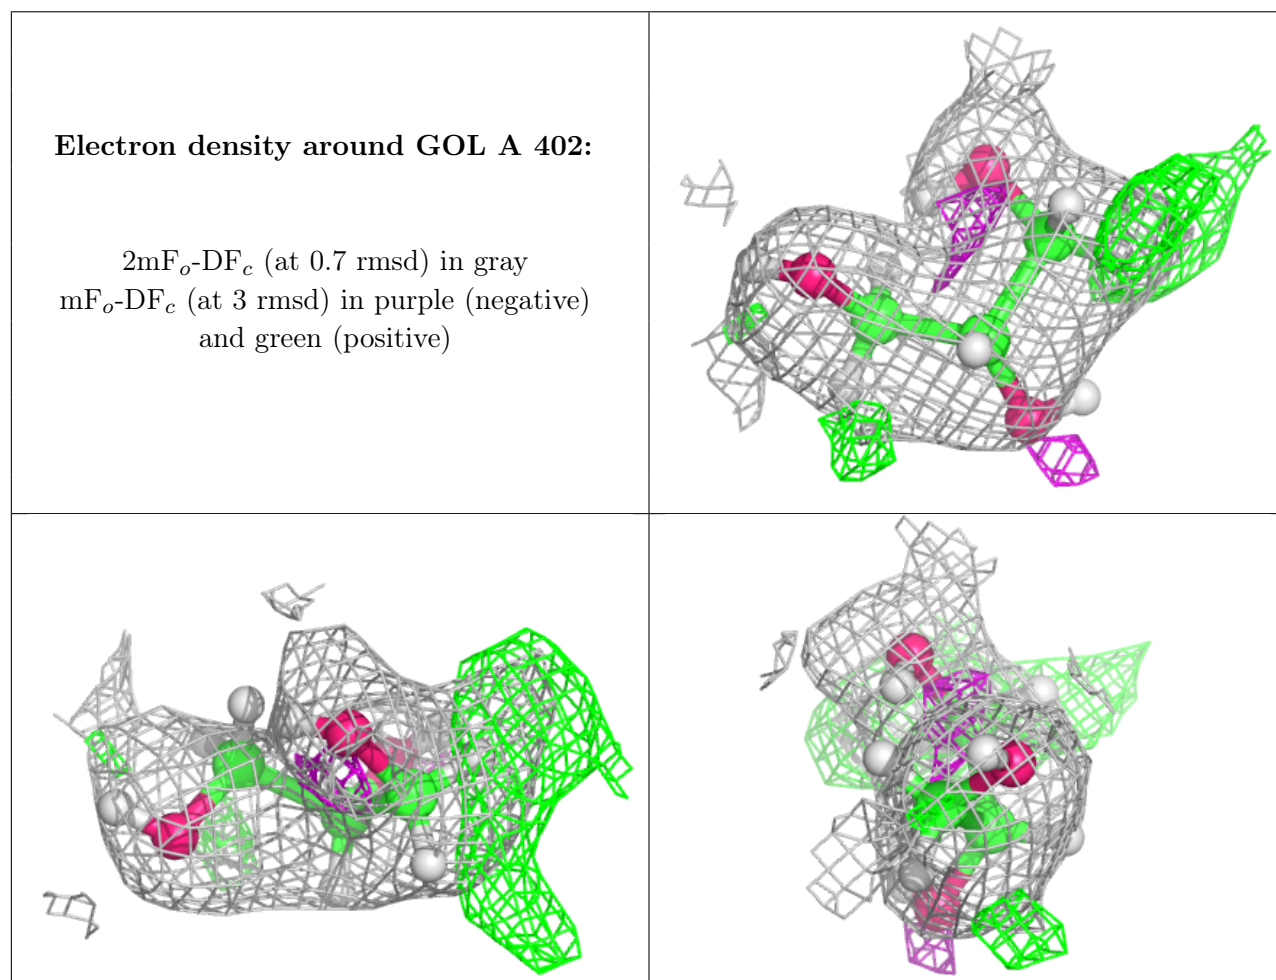 Electron density around GOL A 402:
2mFo-DFc (at 0.7 rmsd) in gray
mFo-DFc (at 3 rmsd) in purple (negative)
and green (positive)